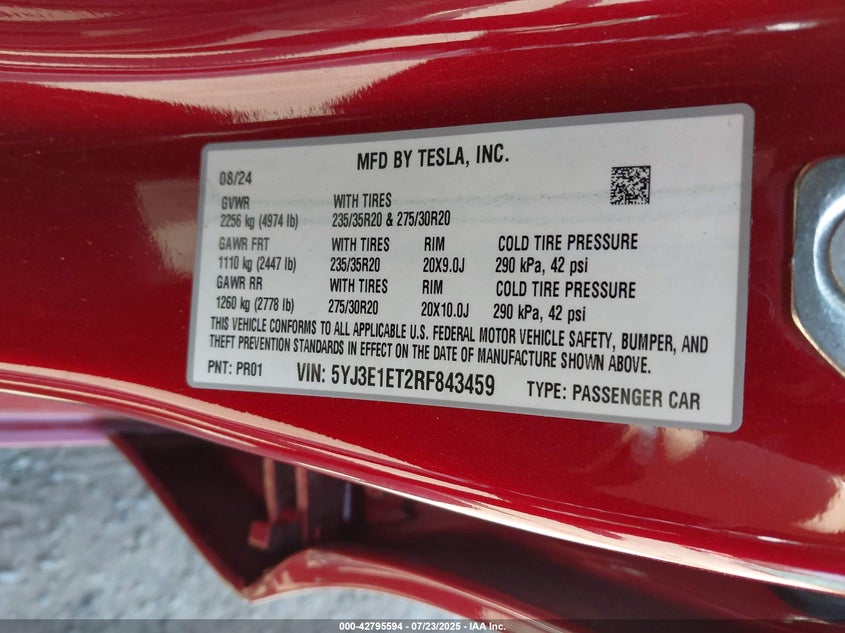 MFD BY TESLA, INC.
08/24
GVWR WITH TIRES
2256 kg (4974 lb) 235/35R20 & 275/30R20
GAWR FRT WITH TIRES RIM COLD TIRE PRESSURE
1110 kg (2447 lb) 235/35R20 20X9.0J 290 kPa, 42 psi
GAWR RR WITH TIRES RIM COLD TIRE PRESSURE
1260 kg (2778 lb) 275/30R20 20X10.0J 290 kPa, 42 psi
THIS VEHICLE CONFORMS TO ALL APPLICABLE U.S. FEDERAL MOTOR VEHICLE SAFETY, BUMPER, AND
THEFT PREVENTION STANDARDS IN EFFECT ON THE DATE OF MANUFACTURE SHOWN ABOVE.
PNT: PR01 VIN: 5YJ3E1ET2RF843459 TYPE: PASSENGER CAR
000-42795594 - 07/23/2025 - IAA Inc.